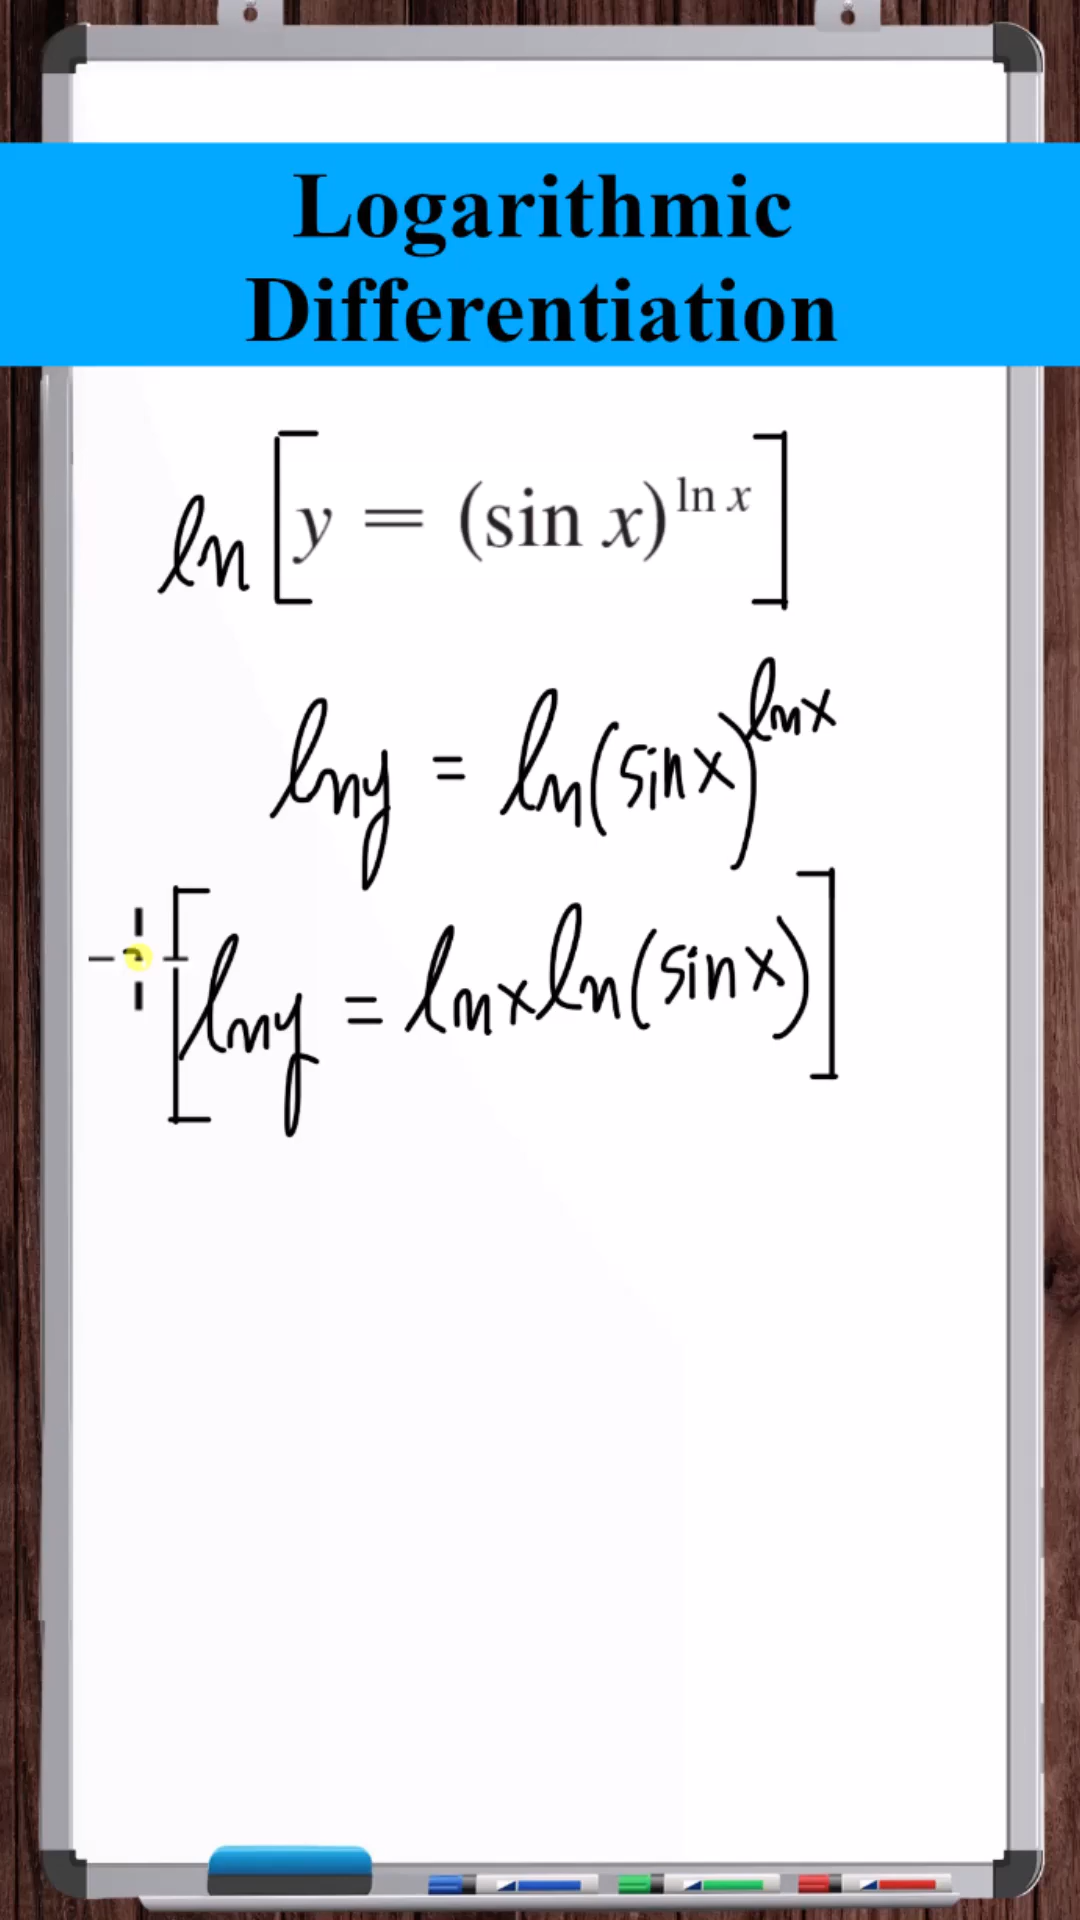 Logarithmic
Differentiation
ln [y = (sin x)^{ln x}]
ln y = ln(sin x)^{ln x}
[ln y = ln x ln(sin x)]